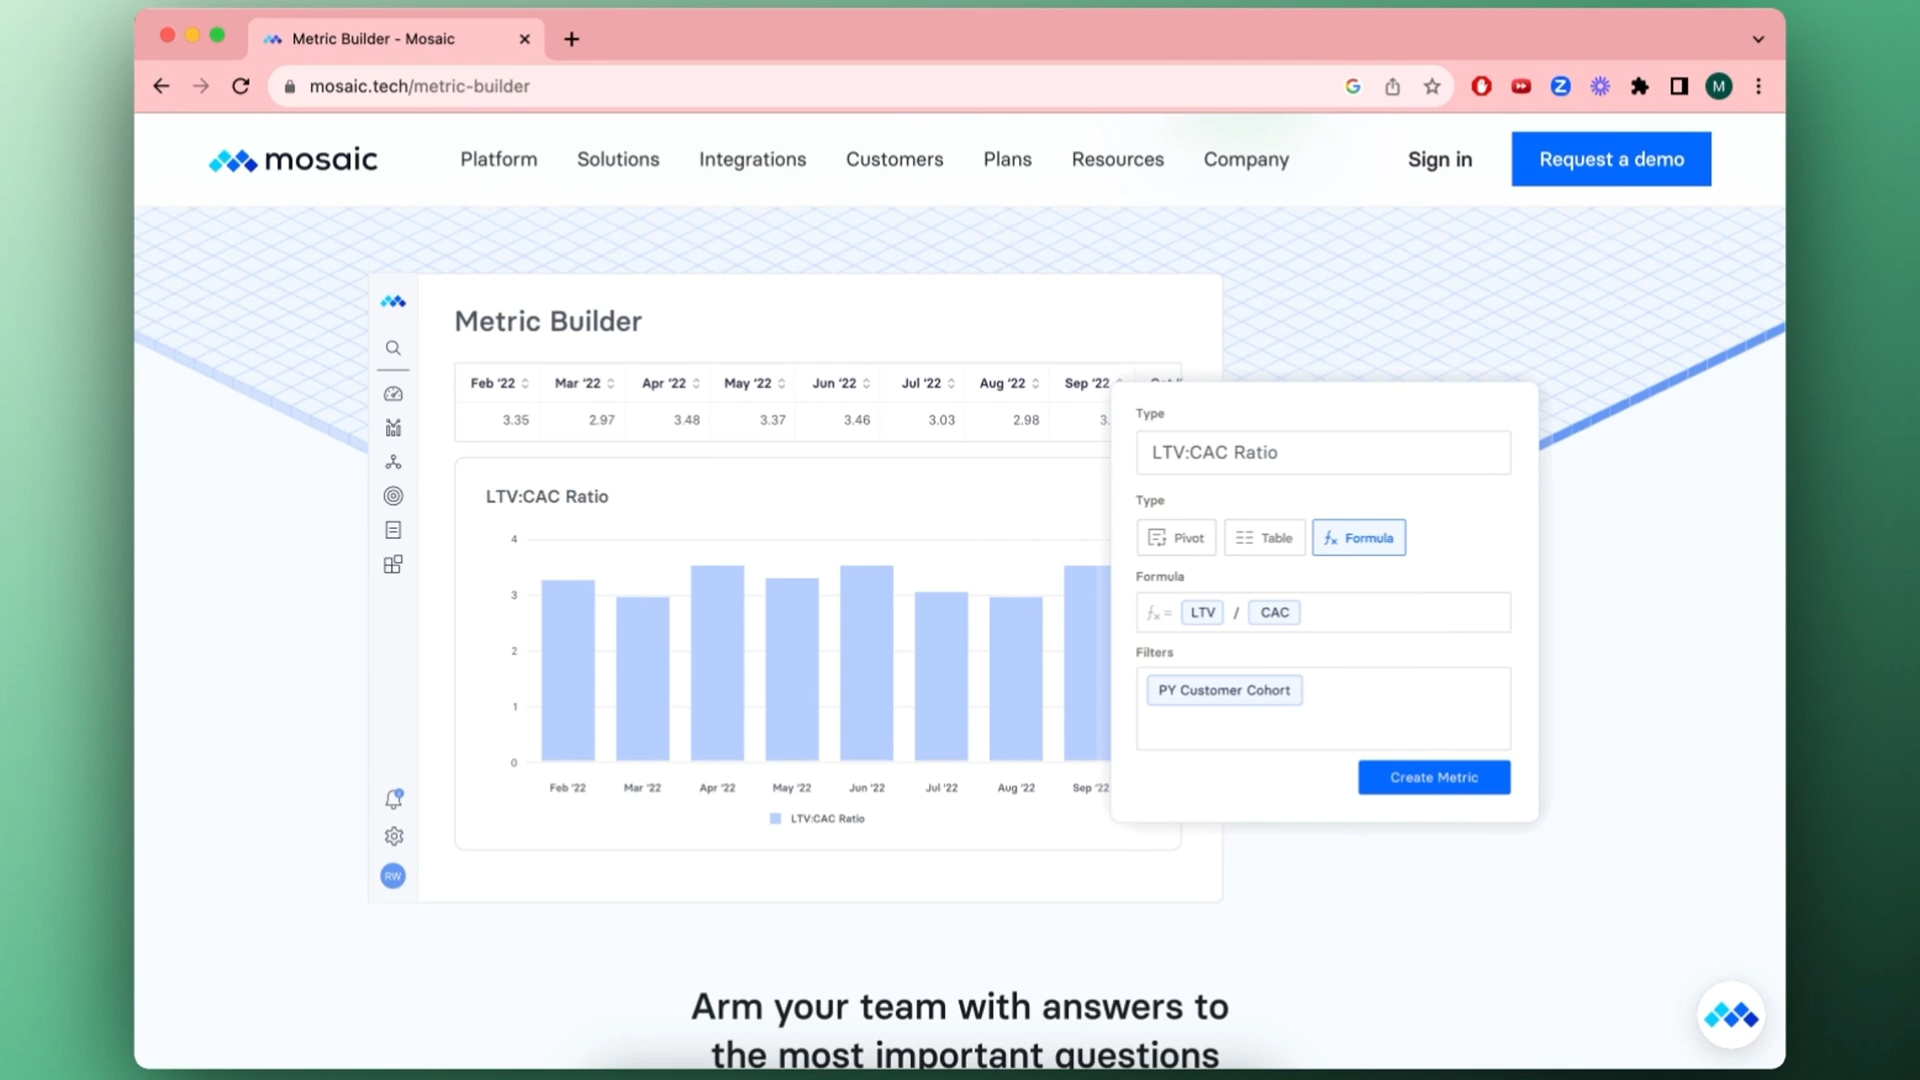 Metric Builder - Mosaic
mosaic.tech/metric-builder
M
mosaic
Platform
Solutions
Integrations
Customers
Plans
Resources
Company
Sign in
Request a demo
Metric Builder
Feb '22 Mar '22 Apr '22 May '22 Jun '22 Jul '22 Aug '22 Sep '22
3.35 2.97 3.48 3.37 3.46 3.03 2.98 3.
LTV:CAC Ratio
4
3
2
1
0
Feb '22 Mar '22 Apr '22 May '22 Jun '22 Jul '22 Aug '22 Sep '22
LTV:CAC Ratio
RW
Type
LTV:CAC Ratio
Type
Pivot
Table
fx Formula
Formula
fx= LTV / CAC
Filters
PY Customer Cohort
Create Metric
Arm your team with answers to
the most important questions